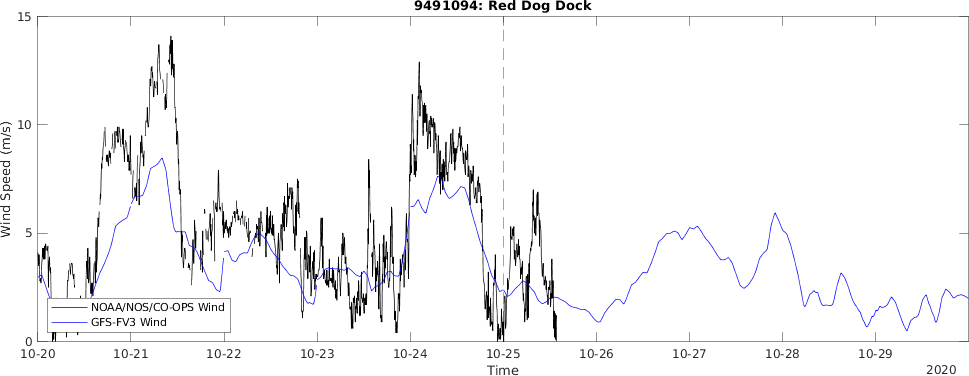 9491094: Red Dog Dock
15
10
5
0
Wind Speed (m/s)
NOAA/NOS/CO-OPS Wind
GFS-FV3 Wind
10-20 10-21 10-22 10-23 10-24 10-25 10-26 10-27 10-28 10-29
Time
2020